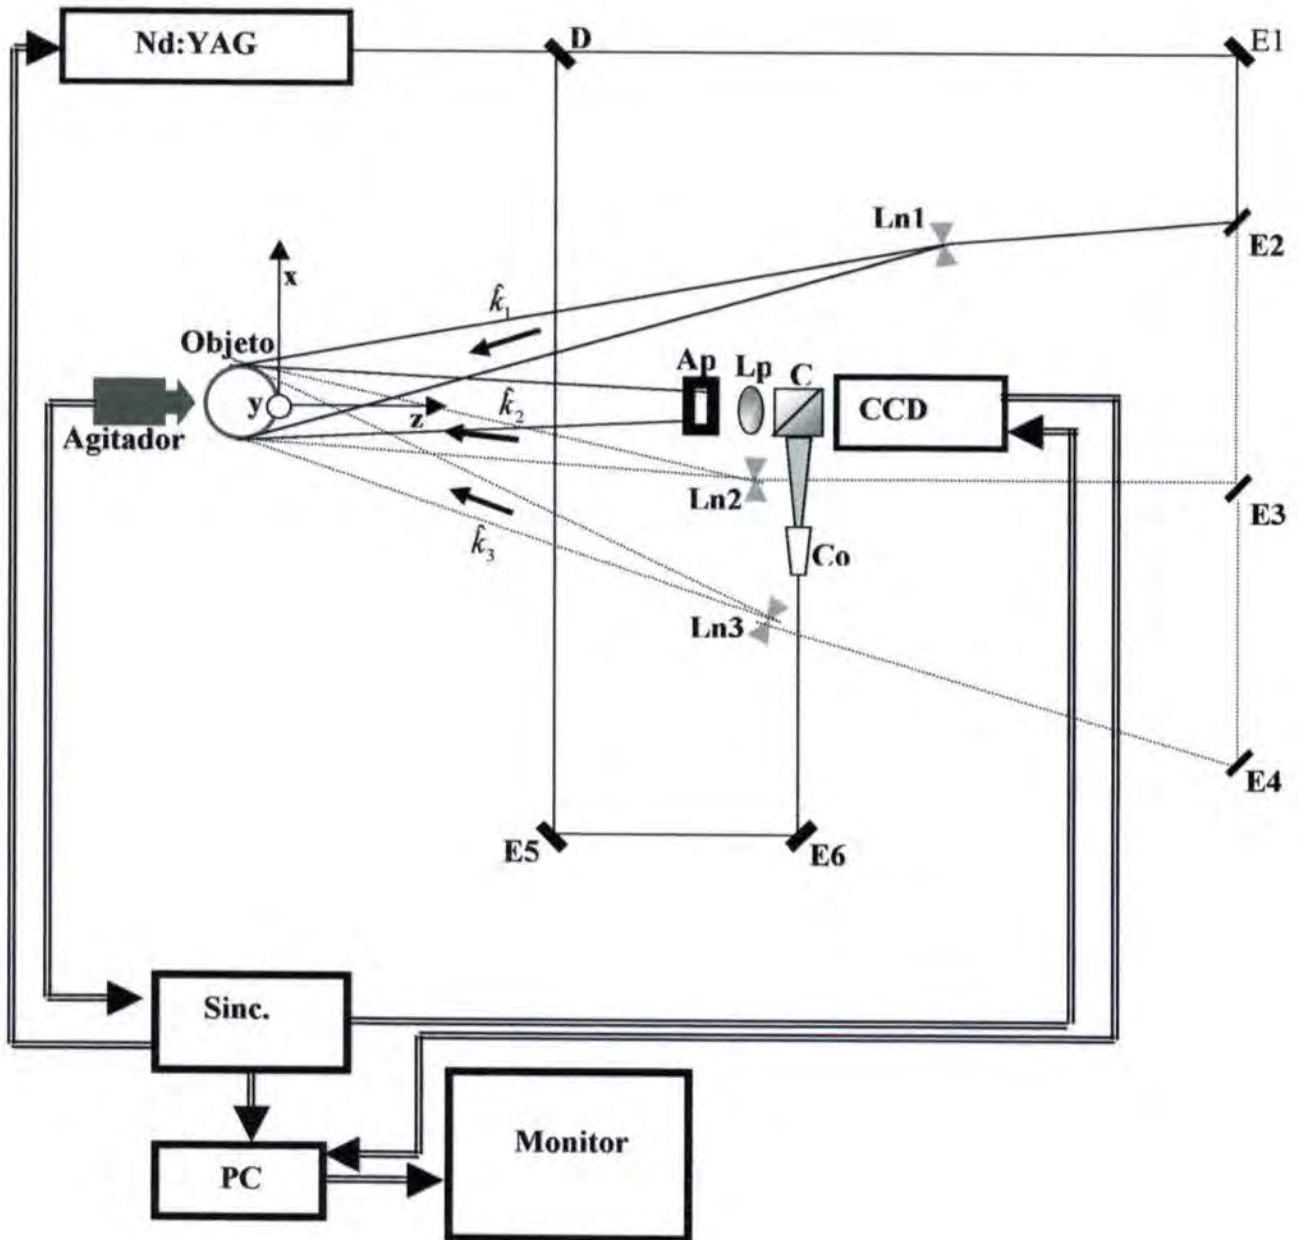 Nd:YAG
D
E1
Ln1
E2
x
k̂₁
Objeto
Ap
Lp
C
y
z
k̂₂
CCD
Agitador
Ln2
E3
k̂₃
Co
Ln3
E4
E5
E6
Sinc.
Monitor
PC